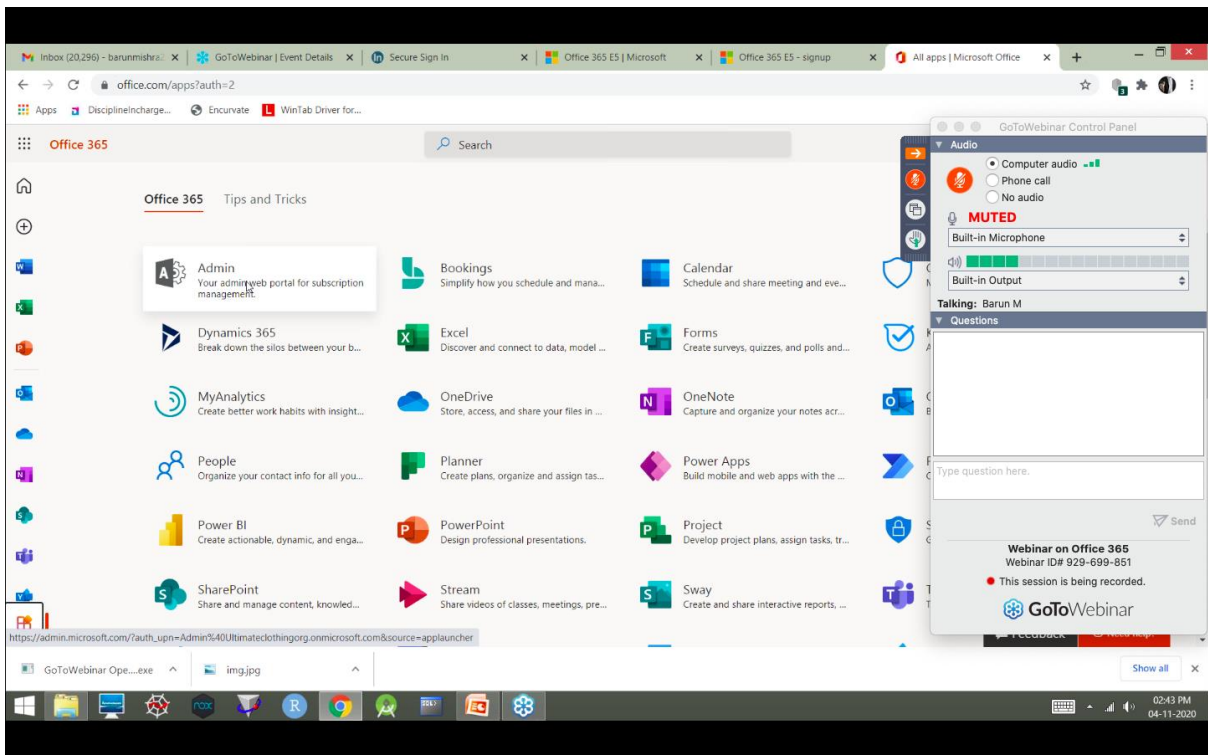 Inbox (20,296) - barunmishra2
GoToWebinar | Event Details
Secure Sign In
Office 365 E5 | Microsoft
Office 365 E5 - signup
All apps | Microsoft Office
office.com/apps?auth=2
Apps
DisciplineIncharge...
Encurvate
WinTab Driver for...
Office 365
Search
Office 365
Tips and Tricks
Admin
Your admin web portal for subscription
management.
Bookings
Simplify how you schedule and mana...
Calendar
Schedule and share meeting and eve...
Dynamics 365
Break down the silos between your b...
Excel
Discover and connect to data, model ...
Forms
Create surveys, quizzes, and polls and...
MyAnalytics
Create better work habits with insight...
OneDrive
Store, access, and share your files in ...
OneNote
Capture and organize your notes acr...
People
Organize your contact info for all you...
Planner
Create plans, organize and assign tas...
Power Apps
Build mobile and web apps with the ...
Power BI
Create actionable, dynamic, and enga...
PowerPoint
Design professional presentations.
Project
Develop project plans, assign tasks, tr...
SharePoint
Share and manage content, knowled...
Stream
Share videos of classes, meetings, pre...
Sway
Create and share interactive reports, ...
GoToWebinar Control Panel
Audio
Computer audio
Phone call
No audio
MUTED
Built-in Microphone
Built-in Output
Talking: Barun M
Questions
Type question here.
Send
Webinar on Office 365
Webinar ID# 929-699-851
This session is being recorded.
GoToWebinar
https://admin.microsoft.com/?auth_upn=Admin%40Ultimateclothingorg.onmicrosoft.com&source=applauncher
GoToWebinar Ope....exe
img.jpg
Show all
02:43 PM
04-11-2020